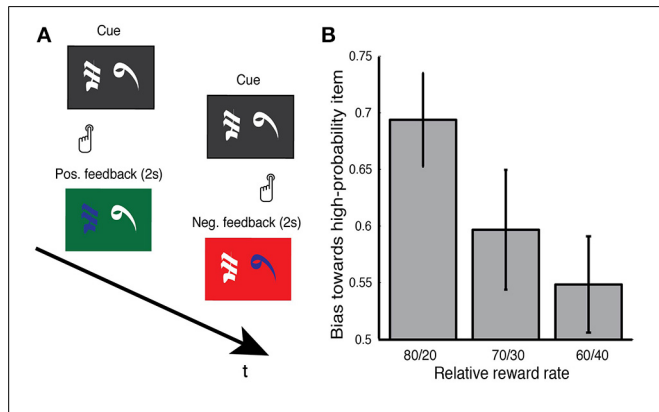 A
Cue
Pos. feedback (2s)
Cue
Neg. feedback (2s)
t
B
Bias towards high-probability item
0.75
0.7
0.65
0.6
0.55
0.5
80/20
70/30
60/40
Relative reward rate